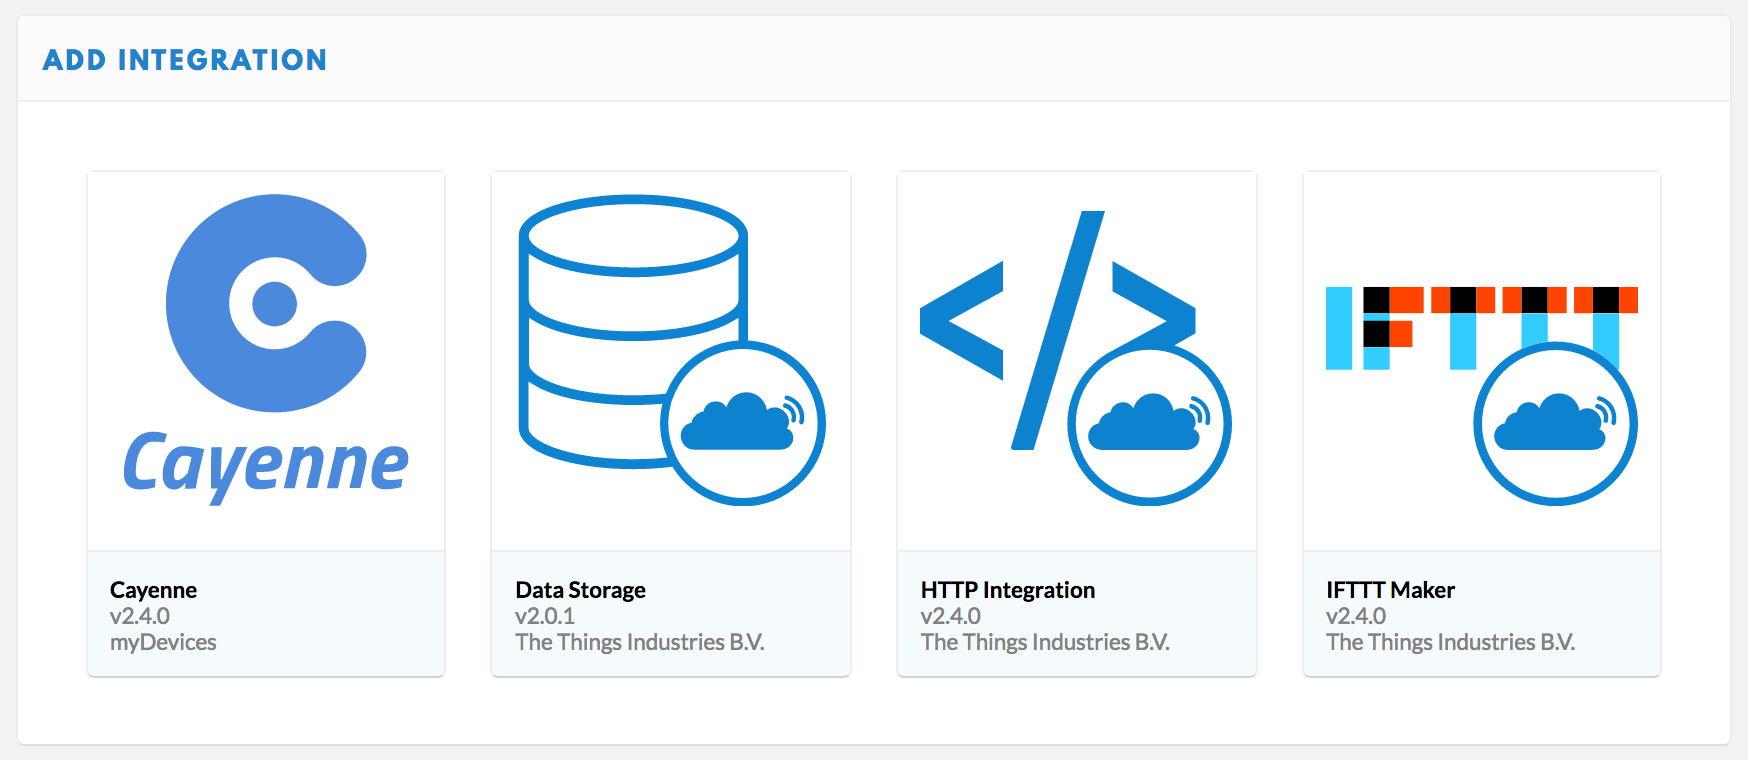 ADD INTEGRATION
Cayenne
Cayenne
v2.4.0
myDevices
Data Storage
v2.0.1
The Things Industries B.V.
</>
HTTP Integration
v2.4.0
The Things Industries B.V.
IFTTT
IFTTT Maker
v2.4.0
The Things Industries B.V.